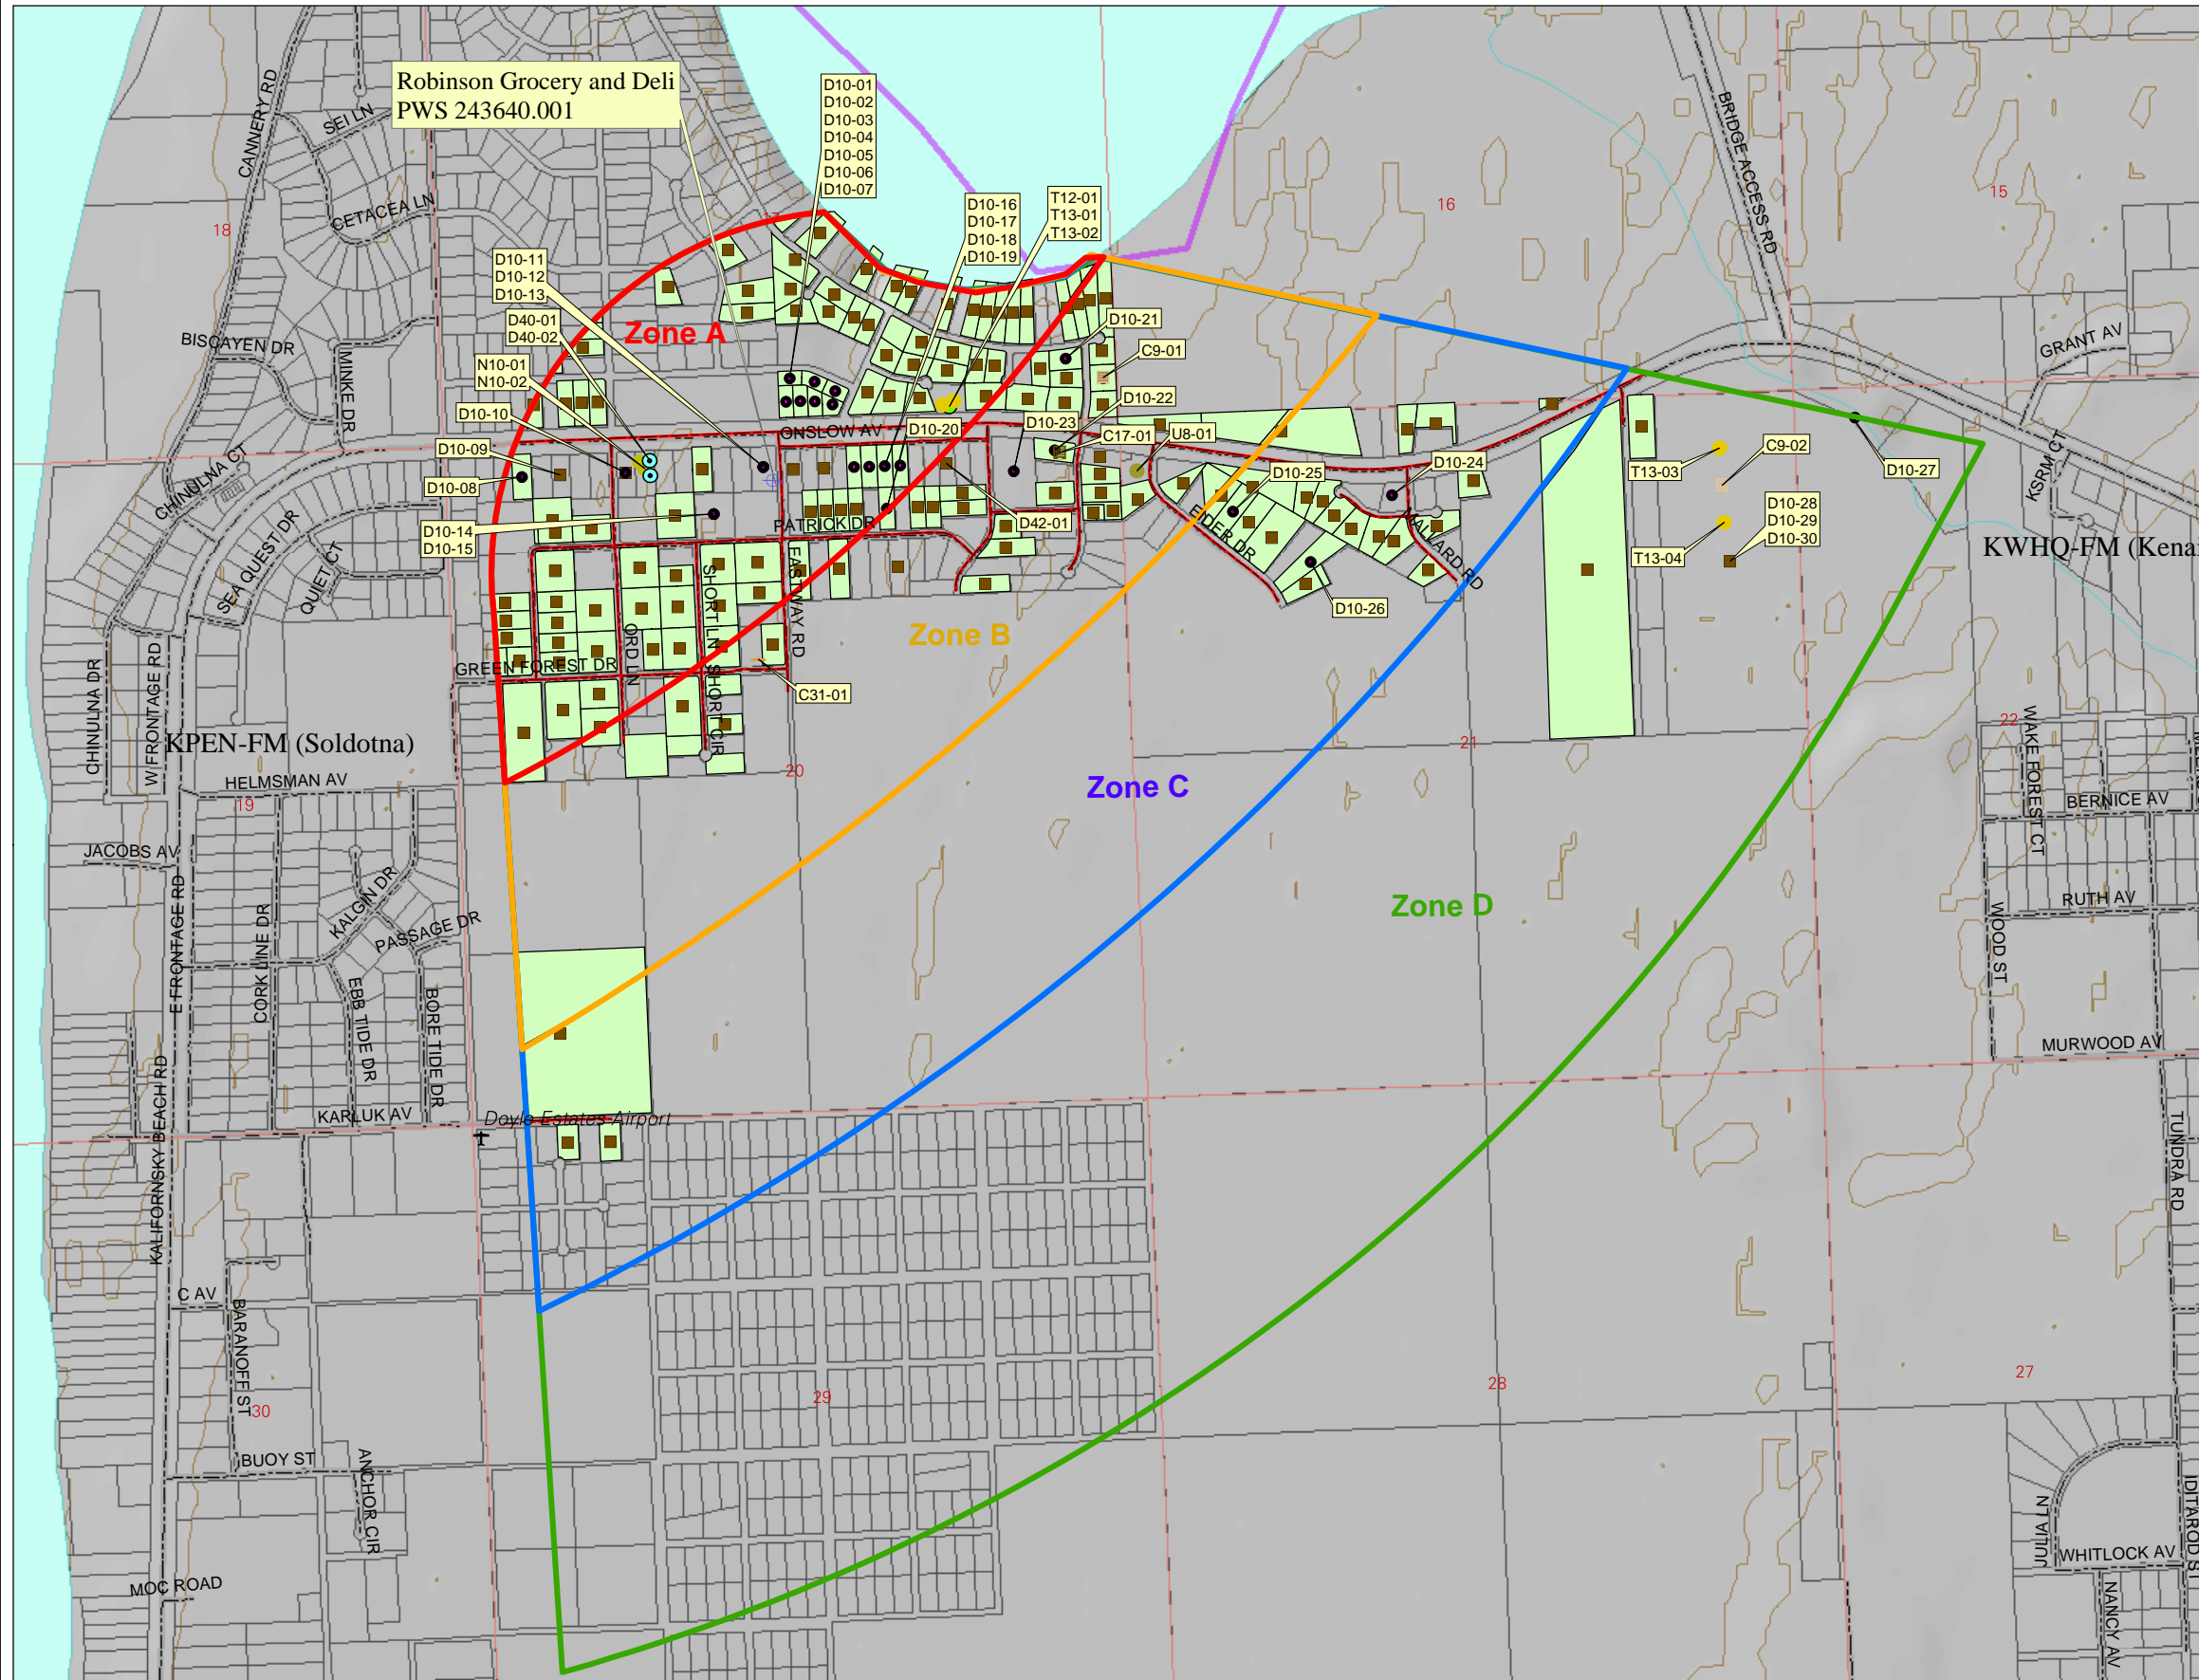 Robinson Grocery and Deli
PWS 243640.001
D10-01
D10-02
D10-03
D10-04
D10-05
D10-06
D10-07
D10-16
D10-17
D10-18
D10-19
T12-01
T13-01
T13-02
D10-11
D10-12
D10-13
D40-01
D40-02
N10-01
N10-02
D10-10
D10-09
D10-08
D10-14
D10-15
D10-21
C9-01
D10-22
D10-23
D10-20
C17-01
U8-01
D10-25
D10-24
D42-01
D10-26
C31-01
T13-03
C9-02
D10-27
D10-28
D10-29
D10-30
T13-04
Zone A
Zone B
Zone C
Zone D
CANNERY RD
SEI LN
CETACEA LN
BISCAYEN DR
MINKE DR
CHINULNA CT
SEA QUEST DR
QUIET CT
CHINULNA DR
W FRONTAGE RD
KPEN-FM (Soldotna)
HELMSMAN AV
JACOBS AV
KALGIN DR
PASSAGE DR
E FRONTAGE RD
CORK LINE DR
EBB TIDE DR
BORE TIDE DR
KARLUK AV
Doyle Estates Airport
KALIFORNSKY BEACH RD
C AV
BARANOFF ST
BUOY ST
ANCHOR CIR
MOC ROAD
ONSLOW AV
PATRICK DR
EASTWAY RD
SHORT LN
SHORT CIR
ORD LN
GREEN FOREST DR
EIDER DR
MALLARD RD
BRIDGE ACCESS RD
GRANT AV
KSRM CT
KWHQ-FM (Kenai
WAKE FOREST CT
BERNICE AV
RUTH AV
WOOD ST
MURWOOD AV
TUNDRA RD
JULIA LN
WHITLOCK AV
NANCY AV
IDITAROD ST
18
17
16
15
19
20
21
22
30
29
28
27